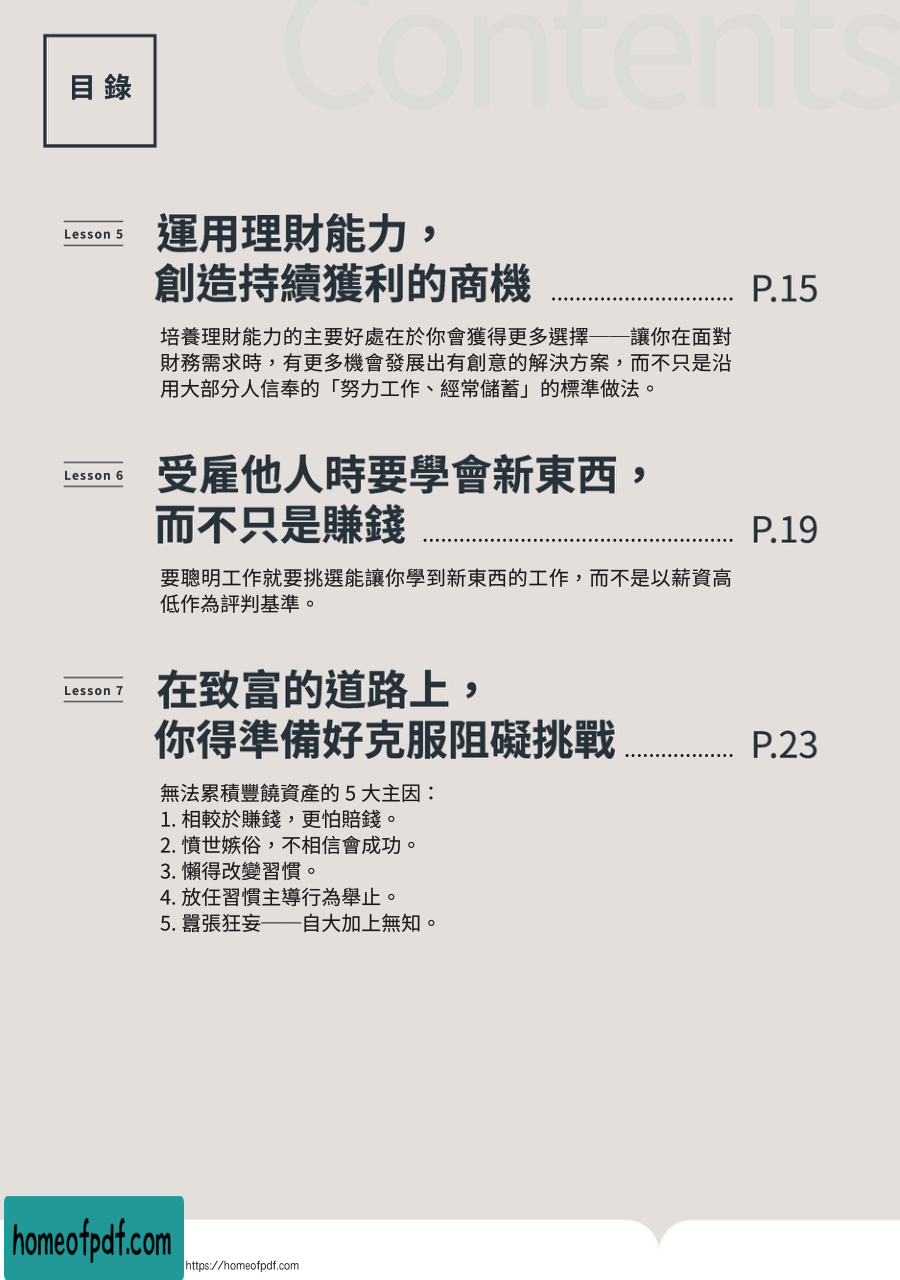 Contents
目錄
Lesson 5
運用理財能力，
創造持續獲利的商機 .............................. P.15
培養理財能力的主要好處在於你會獲得更多選擇──讓你在面對
財務需求時，有更多機會發展出有創意的解決方案，而不只是沿
用大部分人信奉的「努力工作、經常儲蓄」的標準做法。
Lesson 6
受雇他人時要學會新東西，
而不只是賺錢 .................................................... P.19
要聰明工作就要挑選能讓你學到新東西的工作，而不是以薪資高
低作為評判基準。
Lesson 7
在致富的道路上，
你得準備好克服阻礙挑戰 .................. P.23
無法累積豐饒資產的 5 大主因：
1. 相較於賺錢，更怕賠錢。
2. 憤世嫉俗，不相信會成功。
3. 懶得改變習慣。
4. 放任習慣主導行為舉止。
5. 囂張狂妄──自大加上無知。
homeofpdf.com
https://homeofpdf.com